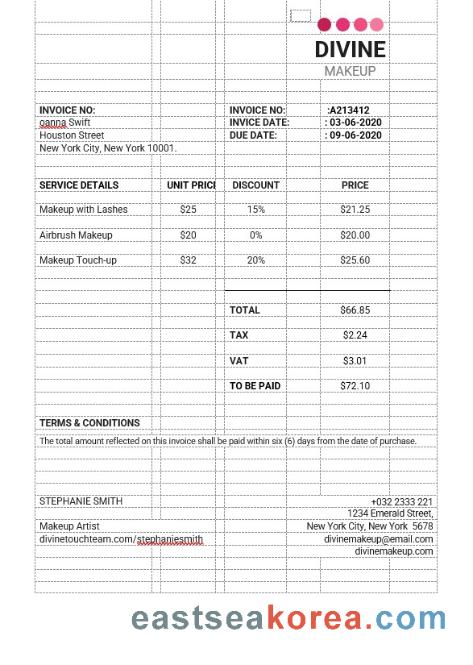 DIVINE
MAKEUP
INVOICE NO: INVOICE NO: :A213412
oanna Swift INVICE DATE: : 03-06-2020
Houston Street DUE DATE: : 09-06-2020
New York City, New York 10001.
SERVICE DETAILS UNIT PRICI DISCOUNT PRICE
Makeup with Lashes $25 15% $21.25
Airbrush Makeup $20 0% $20.00
Makeup Touch-up $32 20% $25.60
TOTAL $66.85
TAX $2.24
VAT $3.01
TO BE PAID $72.10
TERMS & CONDITIONS
The total amount reflected on this invoice shall be paid within six (6) days from the date of purchase.
STEPHANIE SMITH +032 2333 221
1234 Emerald Street,
Makeup Artist New York City, New York 5678
divinetouchteam.com/stephaniesmith divinemakeup@email.com
divinemakeup.com
eastseakorea.com